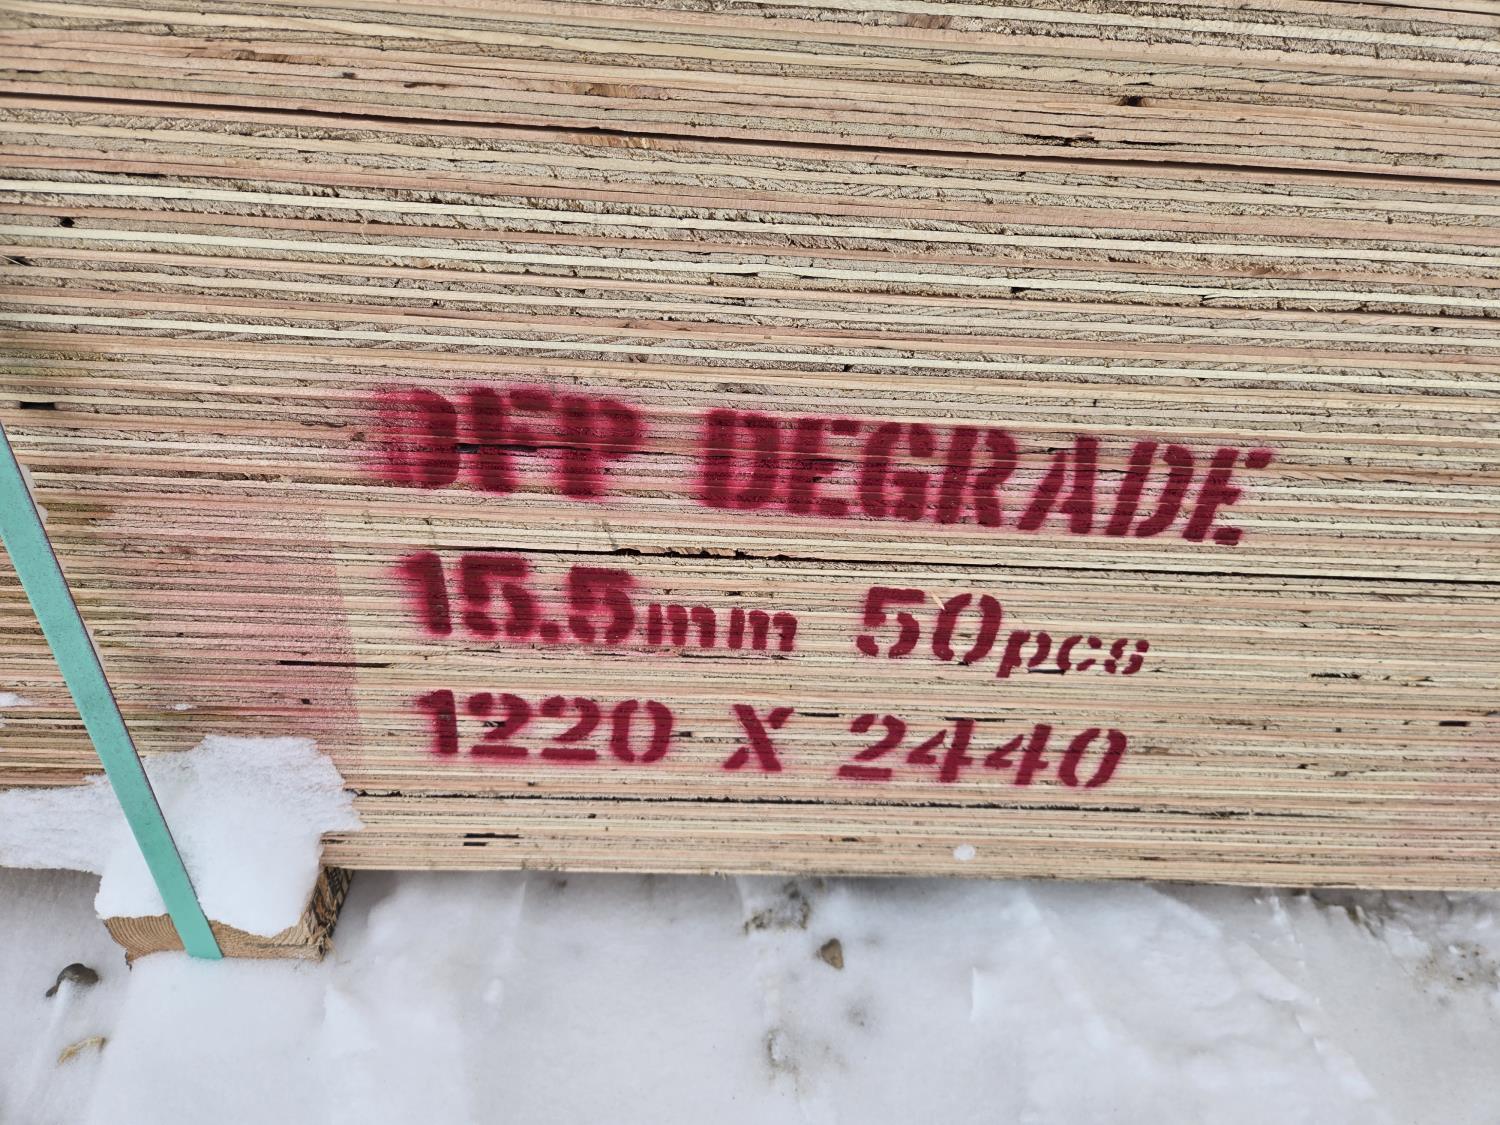 DFP DEGRADE
15.5mm 50pcs
1220 X 2440